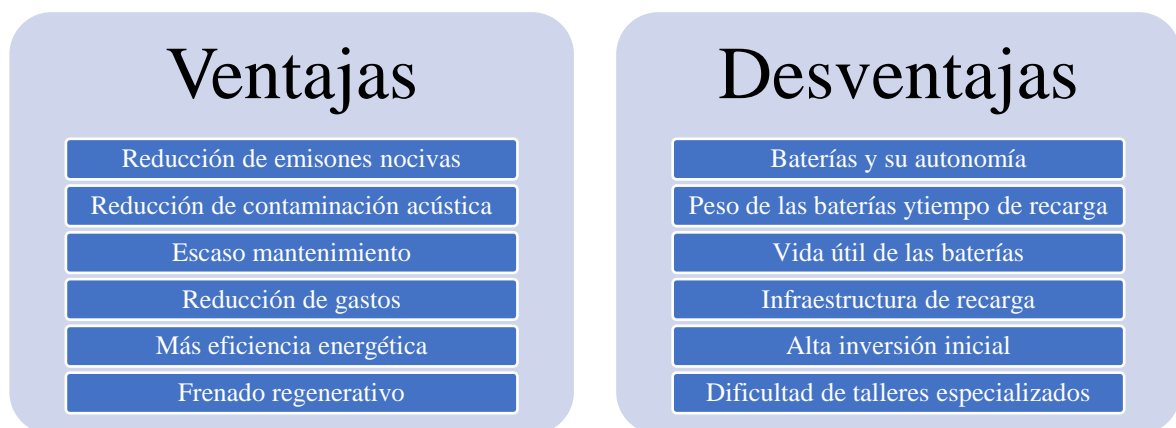 Ventajas
Reducción de emisones nocivas
Reducción de contaminación acústica
Escaso mantenimiento
Reducción de gastos
Más eficiencia energética
Frenado regenerativo
Desventajas
Baterías y su autonomía
Peso de las baterías ytiempo de recarga
Vida útil de las baterías
Infraestructura de recarga
Alta inversión inicial
Dificultad de talleres especializados